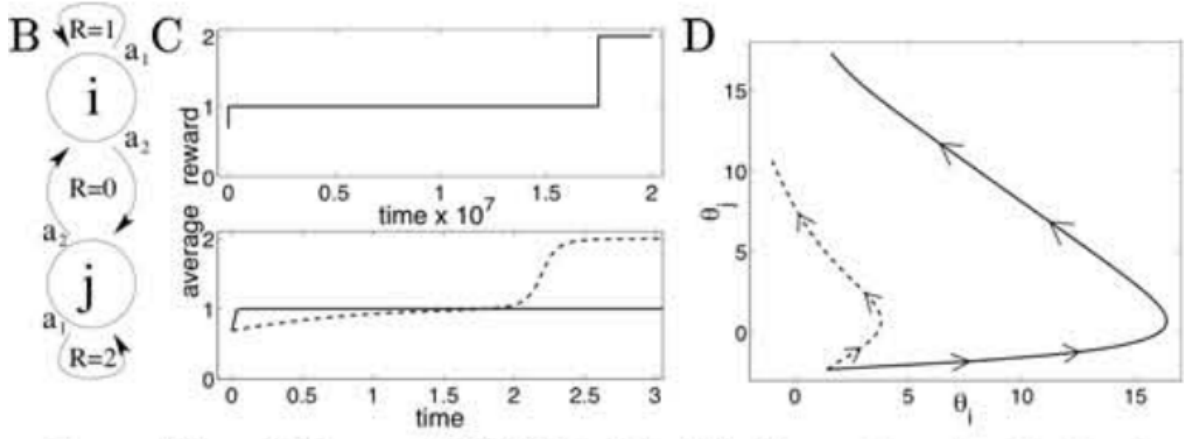 B
R=1
a1
i
a2
R=0
a2
j
a1
R=2
C
2
1
0
reward
0 0.5 1 1.5 2
time x 10^7
2
1
0
average
0 0.5 1 1.5 2 2.5 3
time
D
15
10
5
0
θj
0 5 10 15
θi